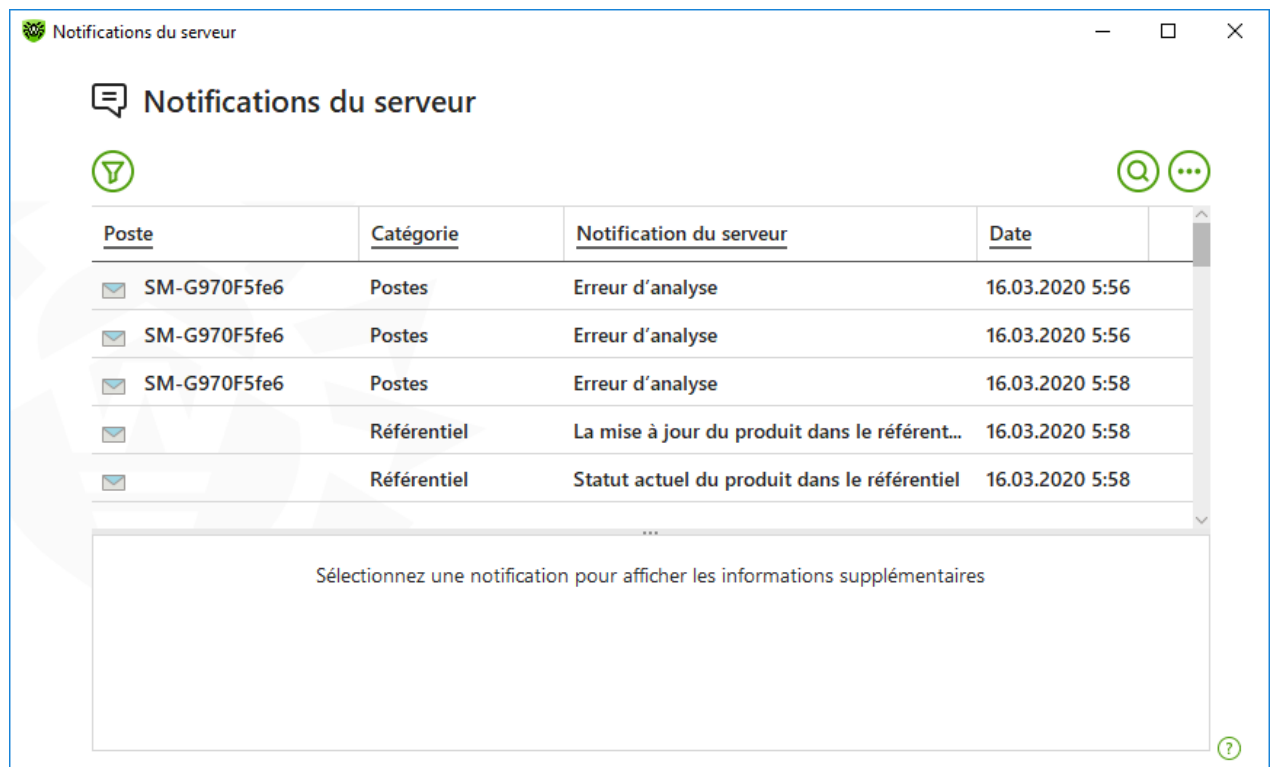 Notifications du serveur
Notifications du serveur
Poste Catégorie Notification du serveur Date
SM-G970F5fe6 Postes Erreur d’analyse 16.03.2020 5:56
SM-G970F5fe6 Postes Erreur d’analyse 16.03.2020 5:56
SM-G970F5fe6 Postes Erreur d’analyse 16.03.2020 5:58
Référentiel La mise à jour du produit dans le référent... 16.03.2020 5:58
Référentiel Statut actuel du produit dans le référentiel 16.03.2020 5:58
Sélectionnez une notification pour afficher les informations supplémentaires
?